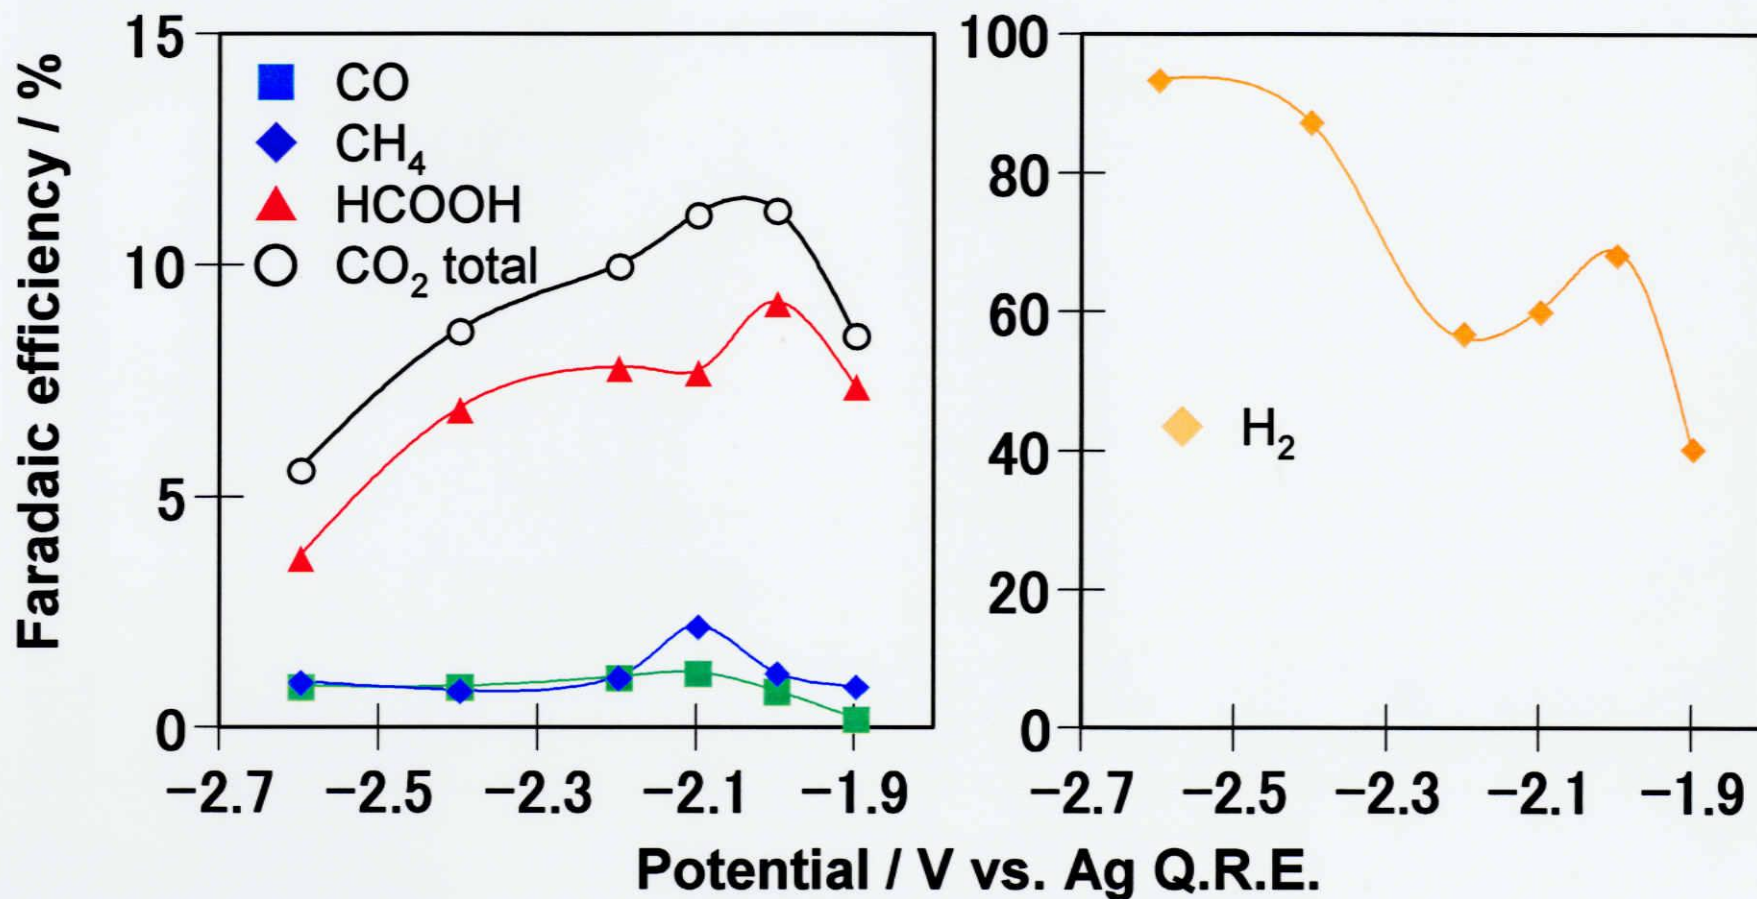 Faradaic efficiency / %
15
10
5
0
CO
CH₄
HCOOH
CO₂ total
−2.7 −2.5 −2.3 −2.1 −1.9
100
80
60
40
20
0
H₂
−2.7 −2.5 −2.3 −2.1 −1.9
Potential / V vs. Ag Q.R.E.